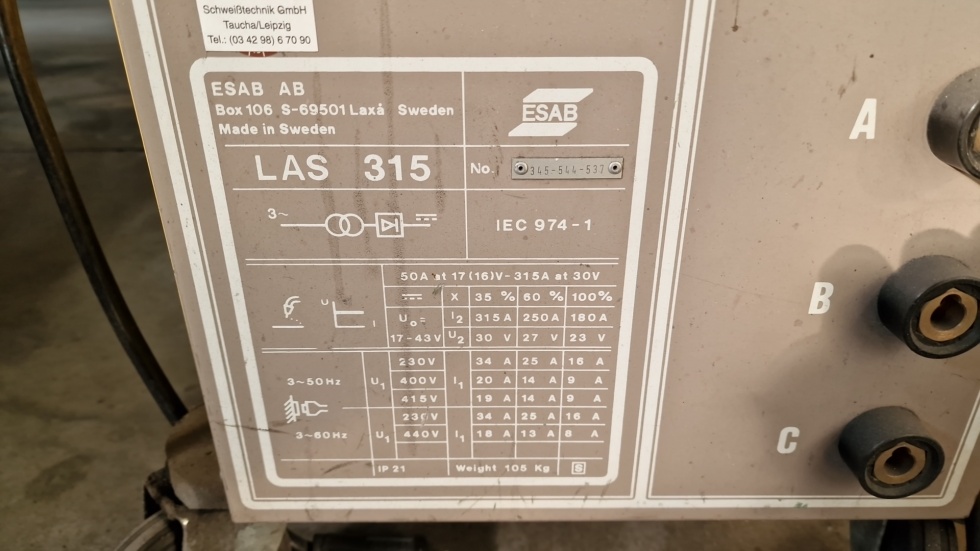 Schweißtechnik GmbH
Taucha/Leipzig
Tel.: (03 42 98) 6 70 90
ESAB AB
Box 106 S-69501 Laxå Sweden
Made in Sweden
ESAB
LAS 315
No. 345-544-537
3~
IEC 974-1
50A at 17(16)V-315A at 30V
X 35 % 60 % 100%
U₀= I₂ 315A 250A 180A
17-43V U₂ 30 V 27 V 23 V
U I
230V 34 A 25 A 16 A
3~50Hz U₁ 400V I₁ 20 A 14 A 9 A
415V 19 A 14 A 9 A
230V 34 A 25 A 16 A
3~60Hz U₁ 440V I₁ 18 A 13 A 8 A
IP 21 Weight 105 Kg S
A
B
C